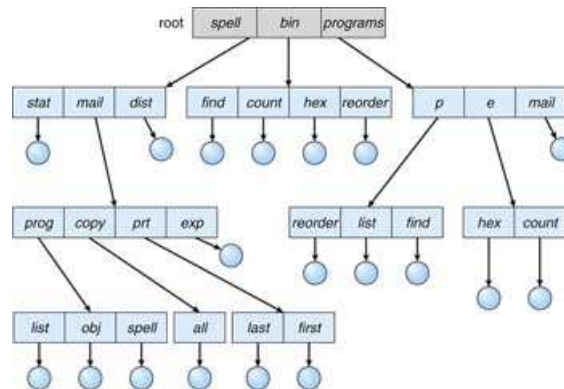 root spell bin programs
stat mail dist find count hex reorder p e mail
prog copy prt exp reorder list find hex count
list obj spell all last first